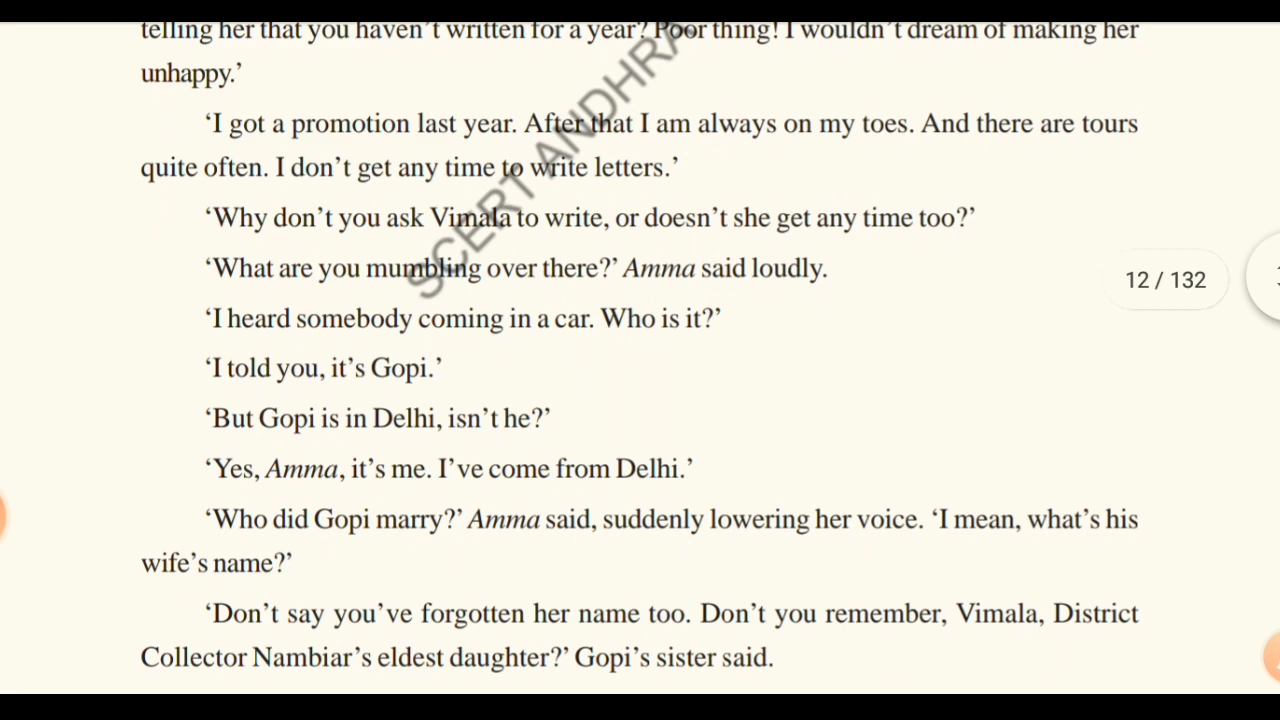 telling her that you haven’t written for a year? Poor thing! I wouldn’t dream of making her
unhappy.’
‘I got a promotion last year. After that I am always on my toes. And there are tours
quite often. I don’t get any time to write letters.’
‘Why don’t you ask Vimala to write, or doesn’t she get any time too?’
‘What are you mumbling over there?’ Amma said loudly.
‘I heard somebody coming in a car. Who is it?’
‘I told you, it’s Gopi.’
‘But Gopi is in Delhi, isn’t he?’
‘Yes, Amma, it’s me. I’ve come from Delhi.’
‘Who did Gopi marry?’ Amma said, suddenly lowering her voice. ‘I mean, what’s his
wife’s name?’
‘Don’t say you’ve forgotten her name too. Don’t you remember, Vimala, District
Collector Nambiar’s eldest daughter?’ Gopi’s sister said.
SCERT ANDHRA
12 / 132